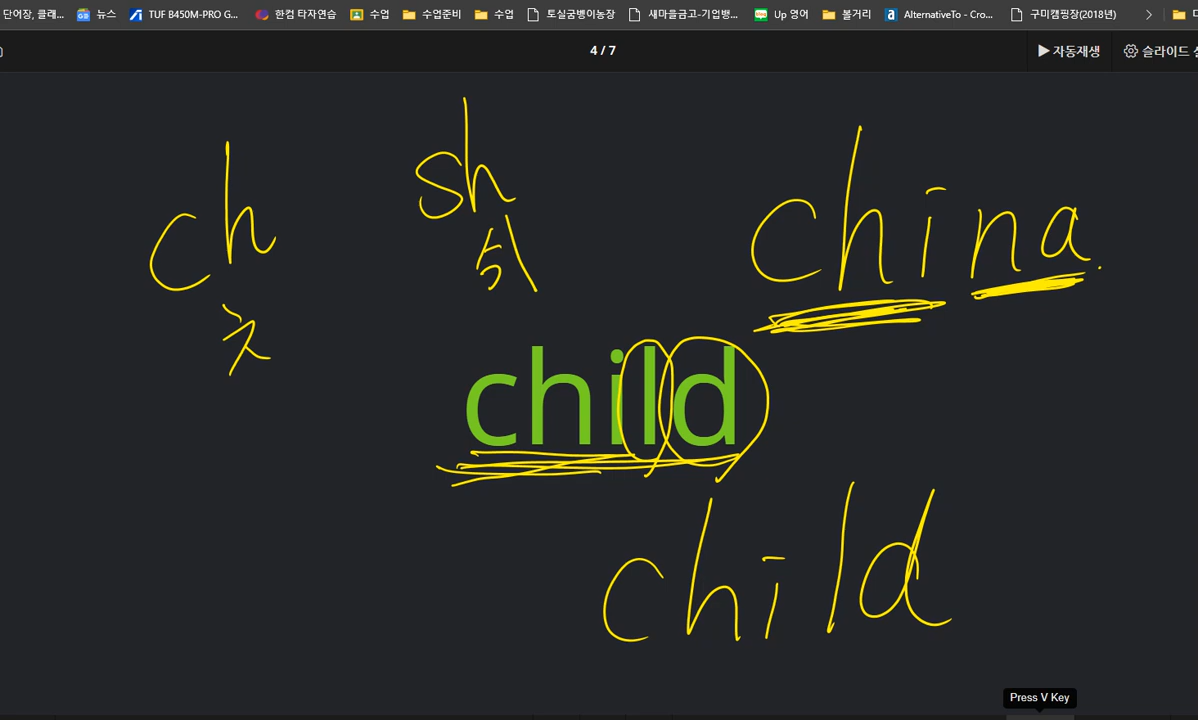 단어장, 클래... 뉴스 TUF B450M-PRO G... 한컴 타자연습 수업 수업준비 수업 토실굼벵이농장 새마을금고-기업뱅... Up 영어 볼거리 AlternativeTo - Cro... 구미캠핑장(2018년)
4 / 7
▶ 자동재생
슬라이드
ch
sh
쉬
china.
child
child
Press V Key